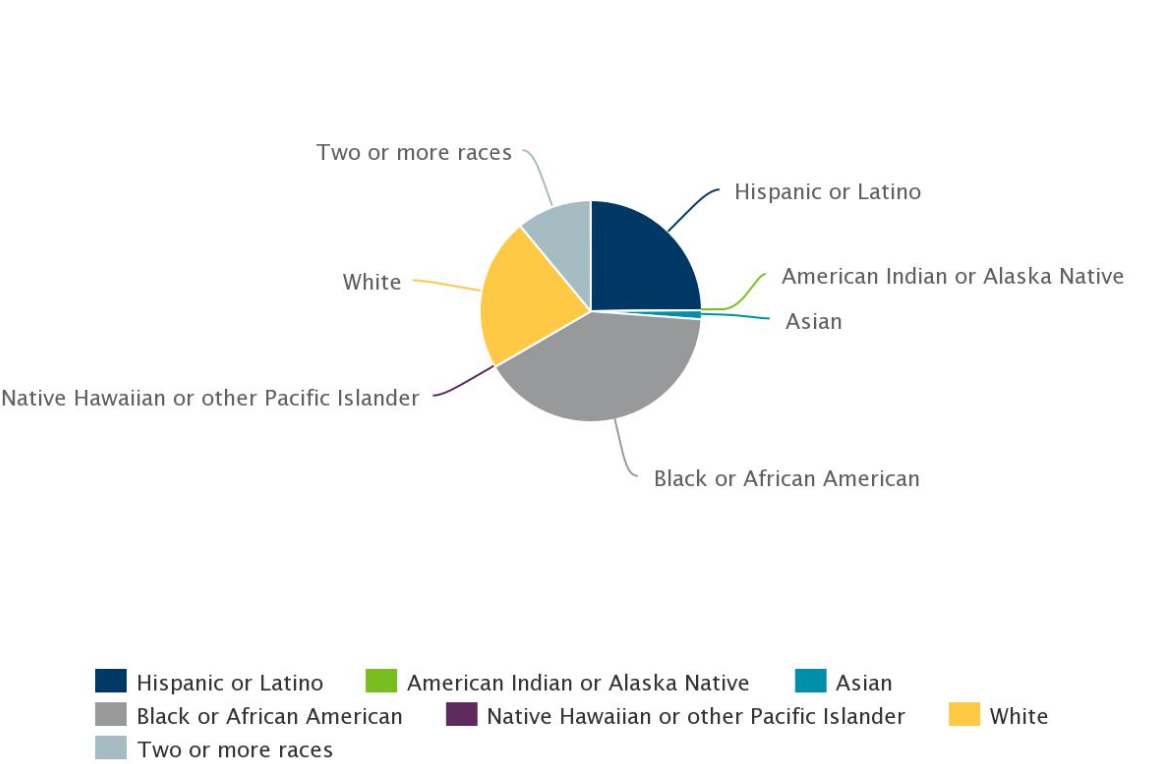 Two or more races
Hispanic or Latino
American Indian or Alaska Native
White
Asian
Native Hawaiian or other Pacific Islander
Black or African American
Hispanic or Latino American Indian or Alaska Native Asian
Black or African American Native Hawaiian or other Pacific Islander White
Two or more races